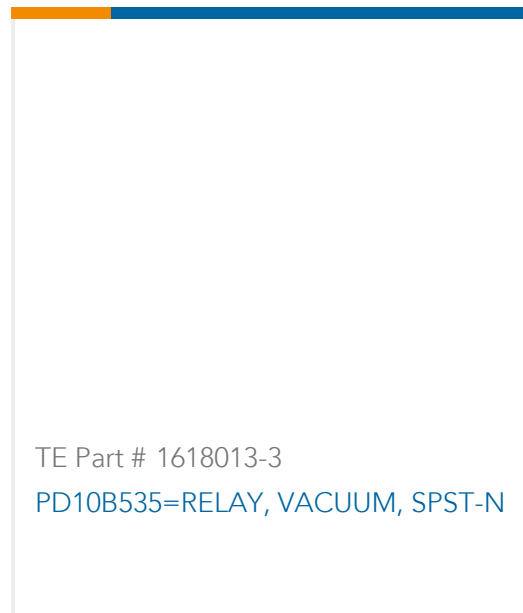 TE Part # 1618013-3
PD10B535=RELAY, VACUUM, SPST-N